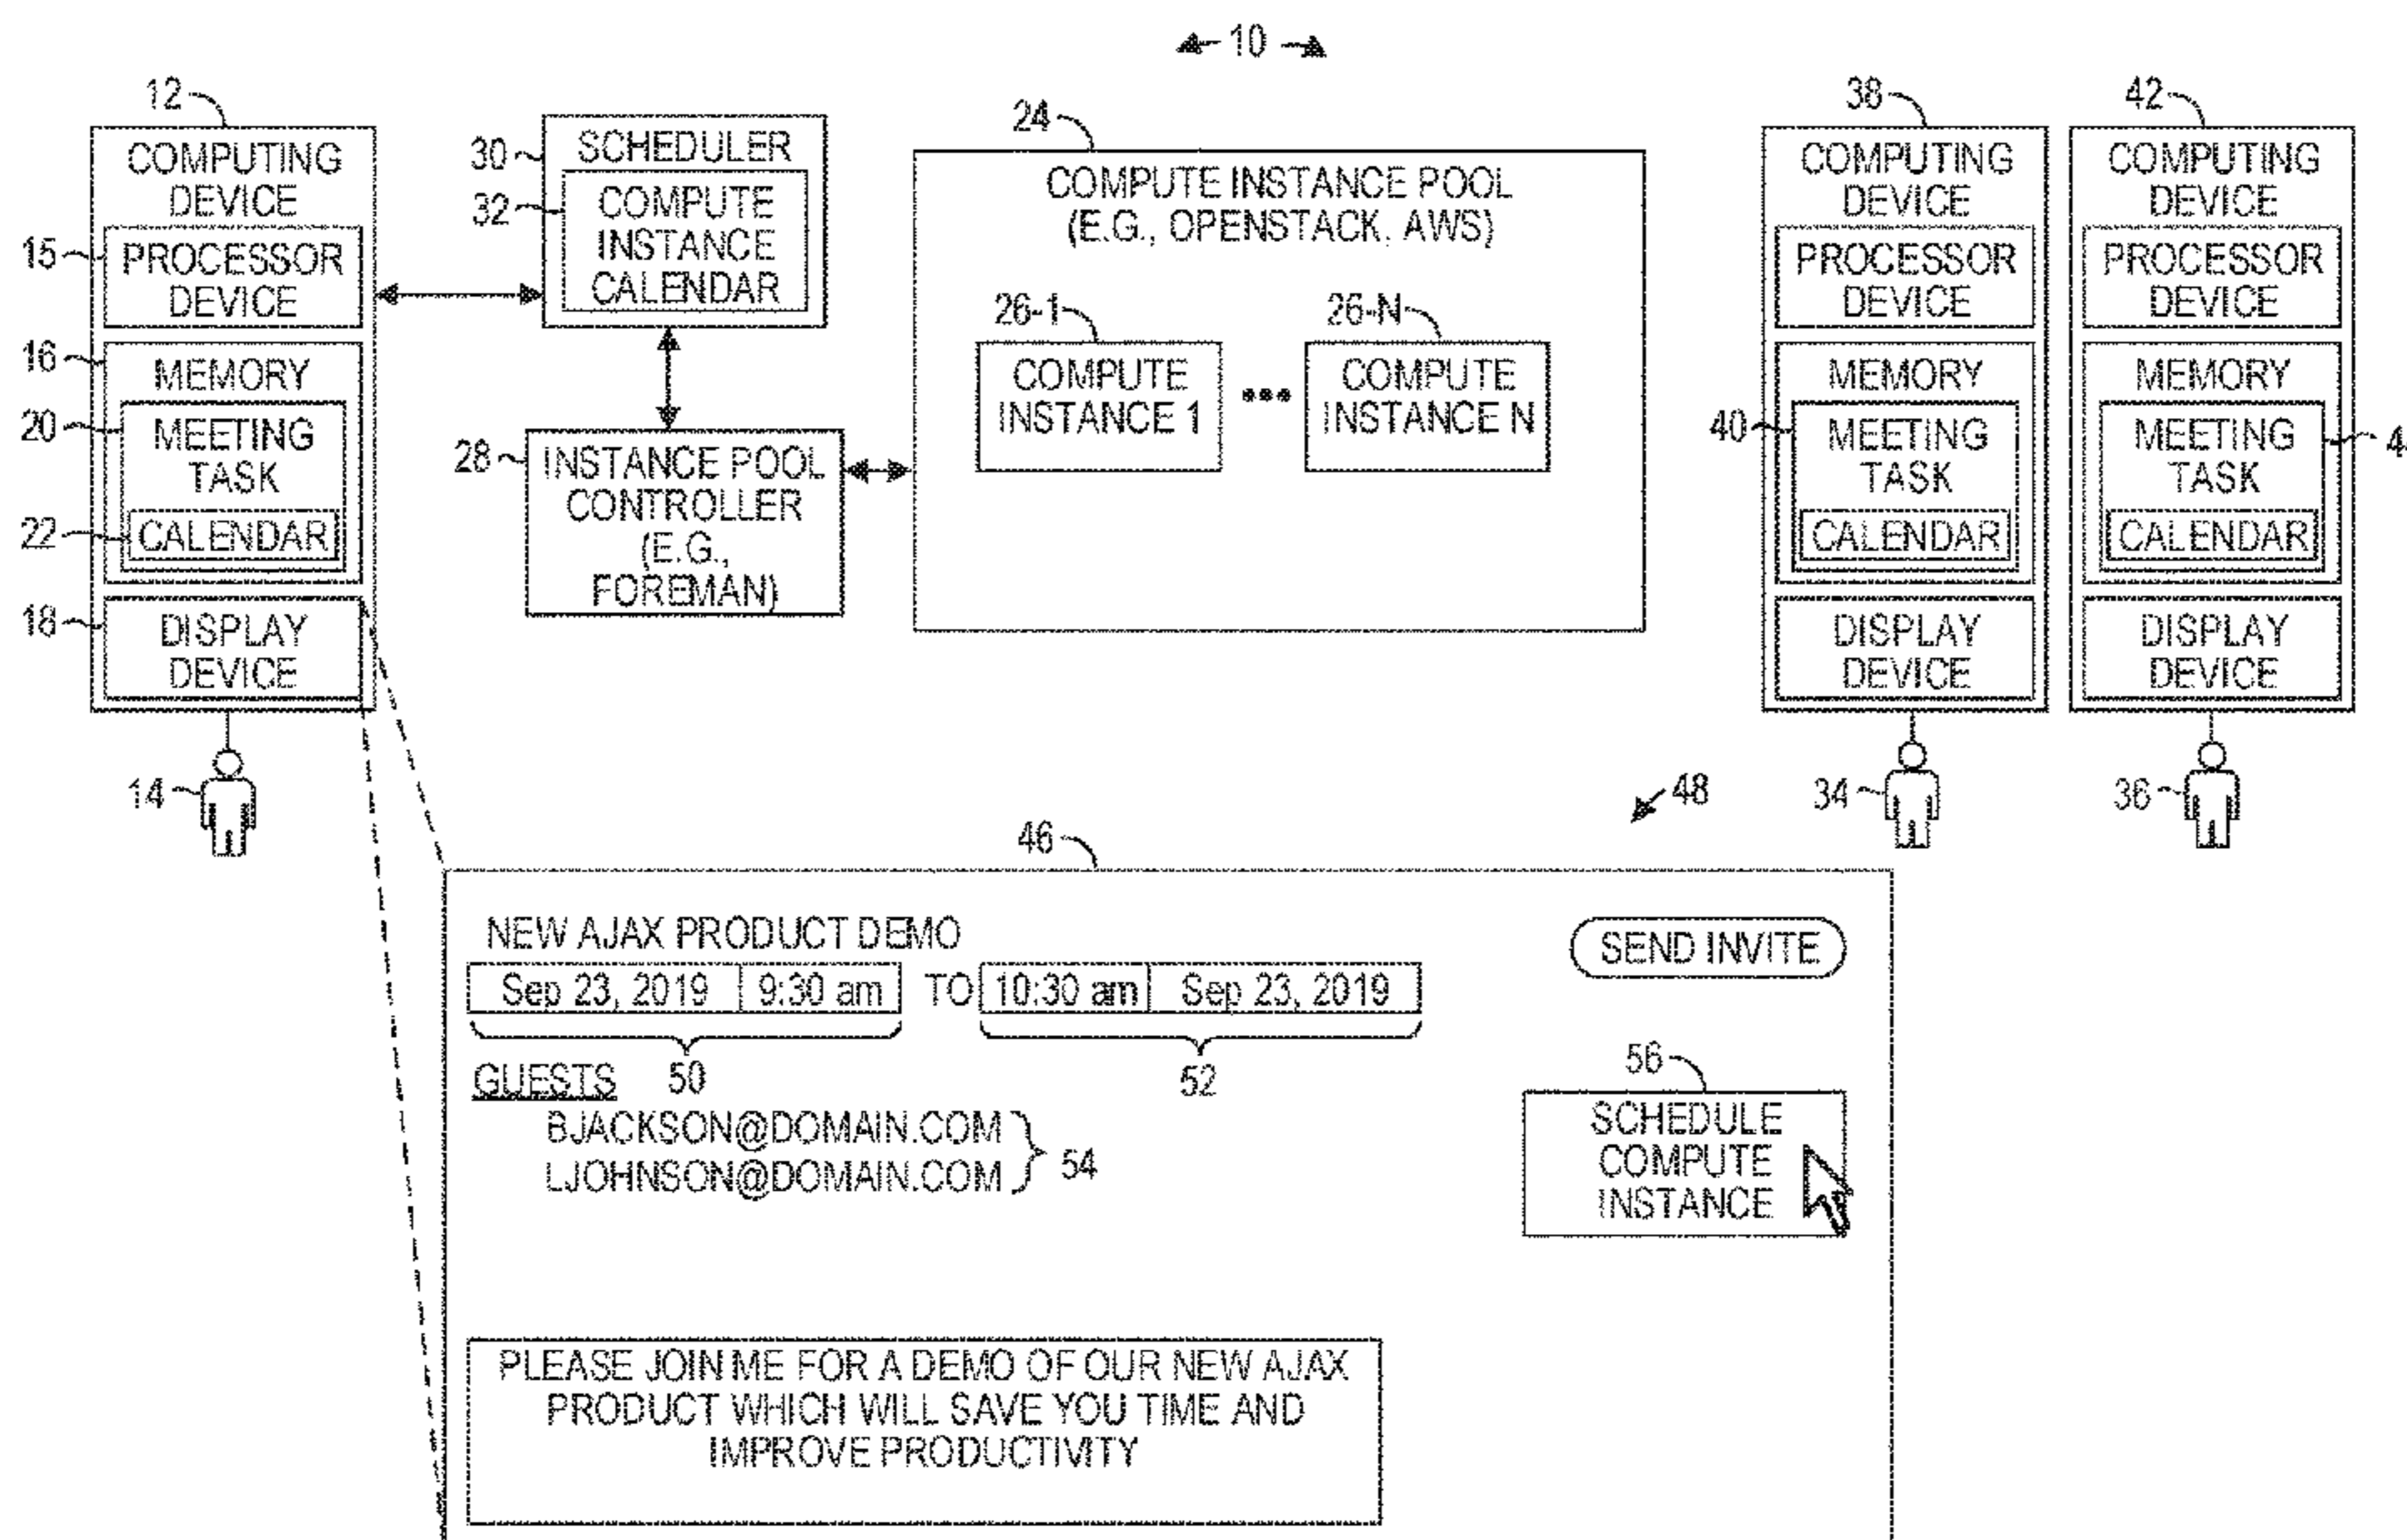 10
12
COMPUTING
DEVICE
15
PROCESSOR
DEVICE
16
MEMORY
20
MEETING
TASK
22
CALENDAR
18
DISPLAY
DEVICE
14
30
SCHEDULER
32
COMPUTE
INSTANCE
CALENDAR
28
INSTANCE POOL
CONTROLLER
(E.G.,
FOREMAN)
24
COMPUTE INSTANCE POOL
(E.G., OPENSTACK, AWS)
26-1
COMPUTE
INSTANCE 1
•••
26-N
COMPUTE
INSTANCE N
38
COMPUTING
DEVICE
PROCESSOR
DEVICE
MEMORY
40
MEETING
TASK
CALENDAR
DISPLAY
DEVICE
34
42
COMPUTING
DEVICE
PROCESSOR
DEVICE
MEMORY
MEETING
TASK
CALENDAR
DISPLAY
DEVICE
36
48
46
NEW AJAX PRODUCT DEMO
SEND INVITE
Sep 23, 2019 9:30 am TO 10:30 am Sep 23, 2019
50
52
GUESTS
BJACKSON@DOMAIN.COM
LJOHNSON@DOMAIN.COM
54
56
SCHEDULE
COMPUTE
INSTANCE
PLEASE JOIN ME FOR A DEMO OF OUR NEW AJAX
PRODUCT WHICH WILL SAVE YOU TIME AND
IMPROVE PRODUCTIVITY